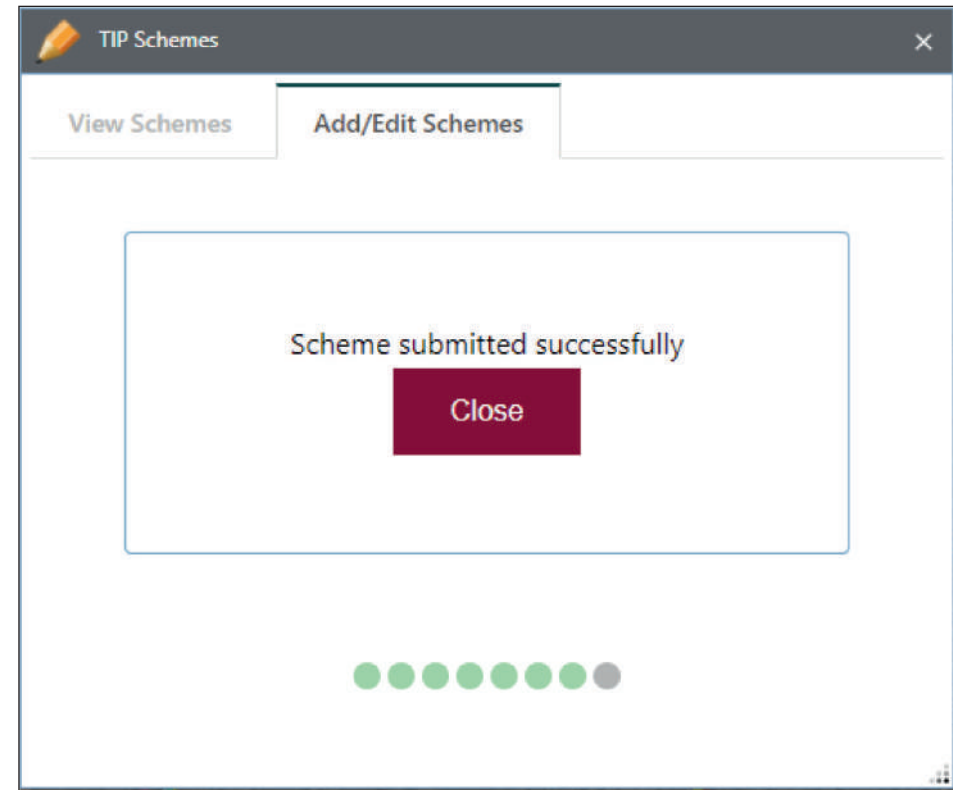 TIP Schemes
View Schemes
Add/Edit Schemes
Scheme submitted successfully
Close